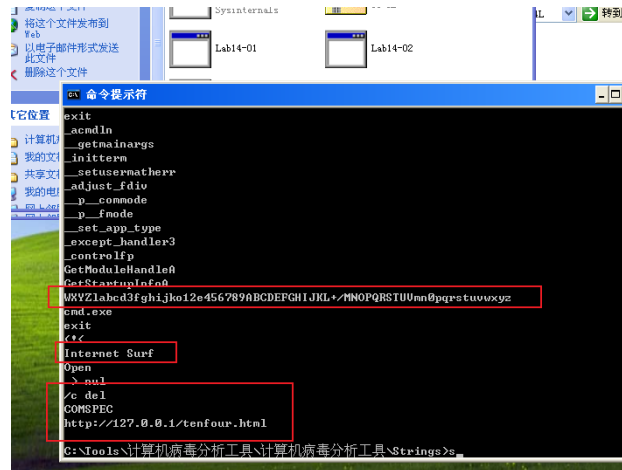 将这个文件发布到
Web
以电子邮件形式发送
此文件
删除这个文件
Sysinternals
转到
Lab14-01
Lab14-02
其它位置
我的文
共享文
我的电
命令提示符
exit
_acmdln
__getmainargs
_initterm
__setusermatherr
_adjust_fdiv
__p__commode
__p__fmode
__set_app_type
_except_handler3
_controlfp
GetModuleHandleA
GetStartupInfoA
WXYZlabcd3fghijko12e456789ABCDEFGHIJKL+/MNOPQRSTUVmn0pqrstuvwxyz
cmd.exe
exit
<!<
Internet Surf
Open
> nul
/c del
COMSPEC
http://127.0.0.1/tenfour.html
C:\Tools\计算机病毒分析工具\计算机病毒分析工具\Strings>s_